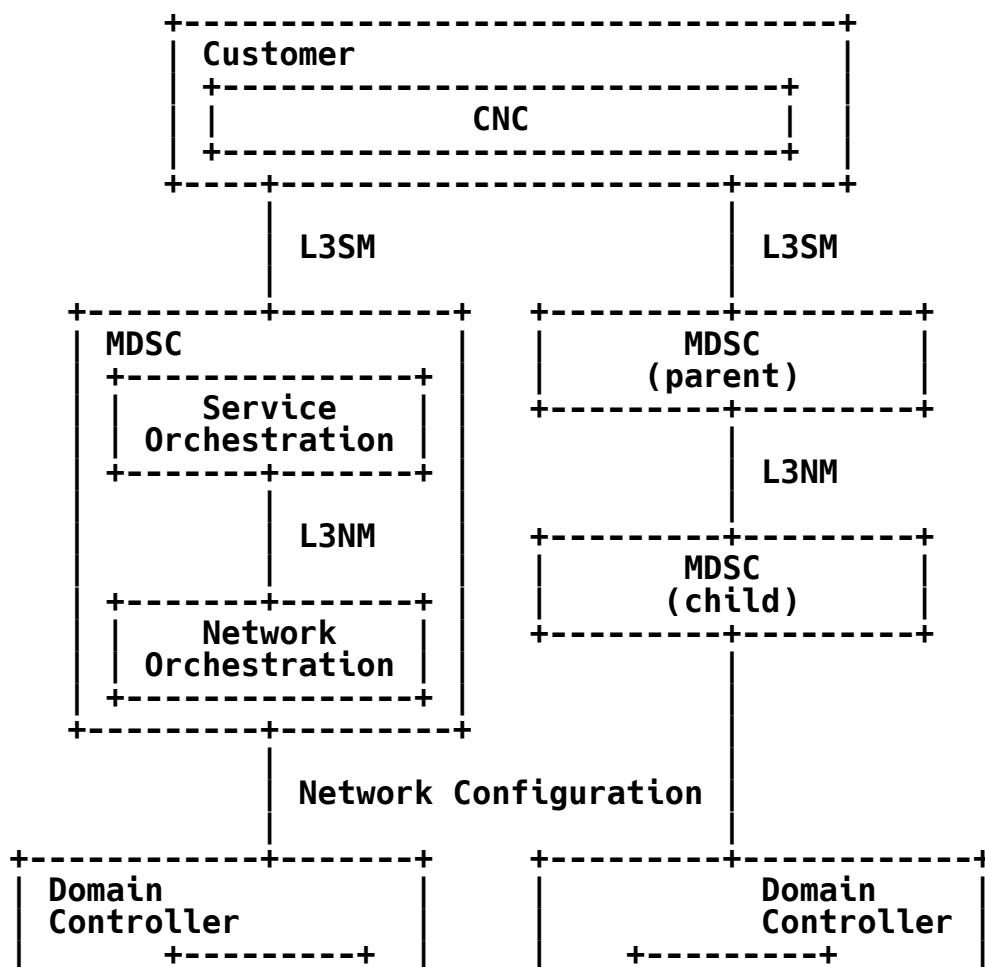 Customer
CNC
L3SM L3SM
MDSC MDSC
(parent)
Service
Orchestration
L3NM
L3NM
MDSC
(child)
Network
Orchestration
Network Configuration
Domain Domain
Controller Controller